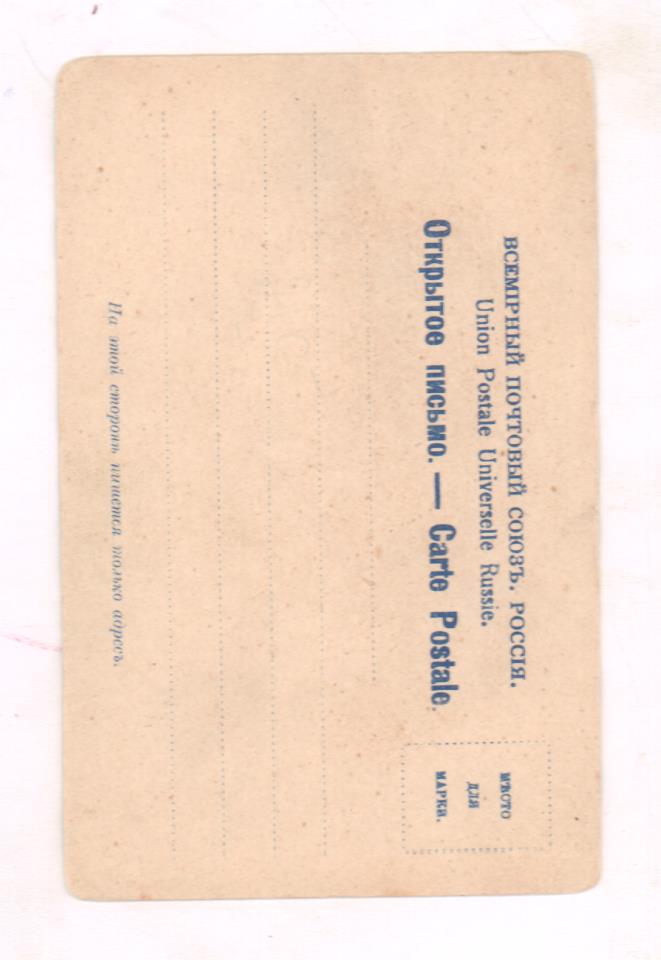 ВСЕМІРНЫЙ ПОЧТОВЫЙ СОЮЗЪ. РОССІЯ.
Union Postale Universelle Russie.
Открытое письмо. — Carte Postale.
МѢСТО
ДЛЯ
МАРКИ.
На этой сторонѣ пишется только адресъ.